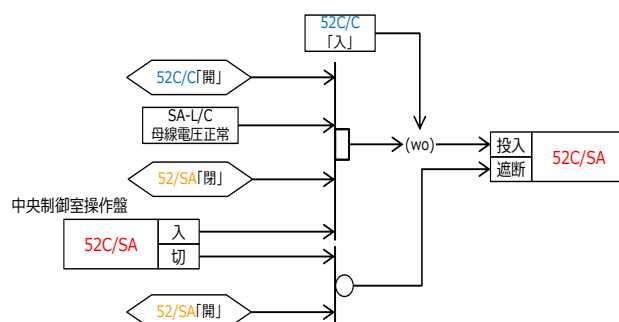 52C/C
「入」
52C/C「開」
SA-L/C
母線電圧正常
(wo)
投入
遮断
52C/SA
52/SA「閉」
中央制御室操作盤
52C/SA
入
切
52/SA「開」